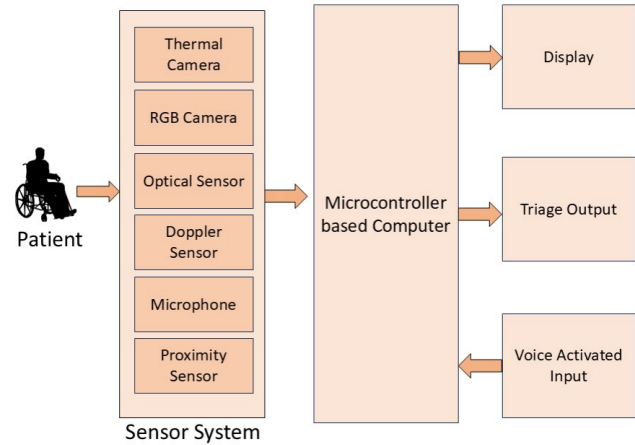 Patient
Thermal
Camera
RGB Camera
Optical Sensor
Doppler
Sensor
Microphone
Proximity
Sensor
Sensor System
Microcontroller
based Computer
Display
Triage Output
Voice Activated
Input